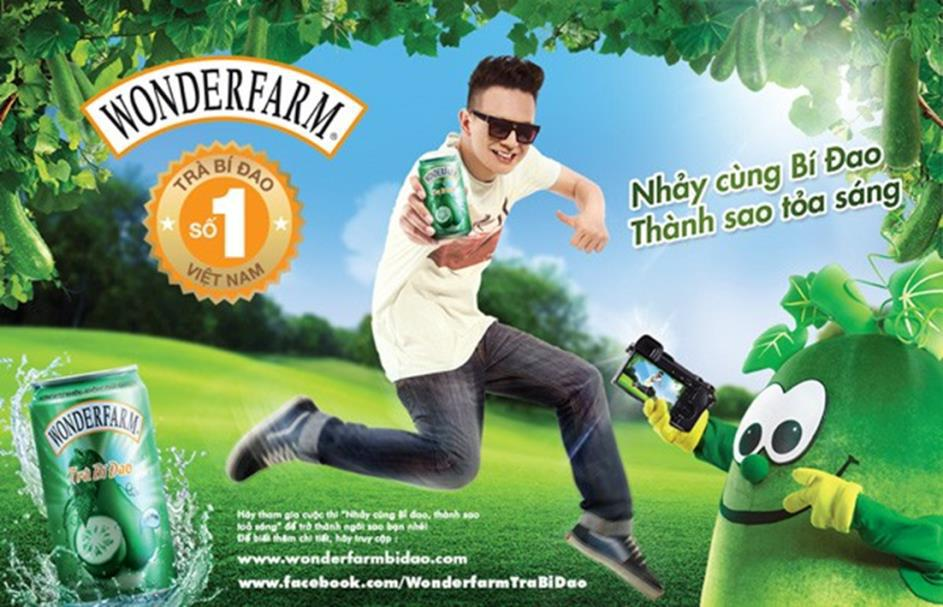 WONDERFARM®
TRÀ BÍ ĐAO
SỐ 1
VIỆT NAM
WONDERFARM
Nhảy cùng Bí Đao
Thành sao tỏa sáng
WONDERFARM
Trà Bí Đao
Hãy tham gia cuộc thi "Nhảy cùng Bí đao, thành sao
toả sáng" để trở thành ngôi sao bạn nhé!
Để biết thêm chi tiết, hãy truy cập :
www.wonderfarmbidao.com
www.facebook.com/WonderfarmTraBiDao